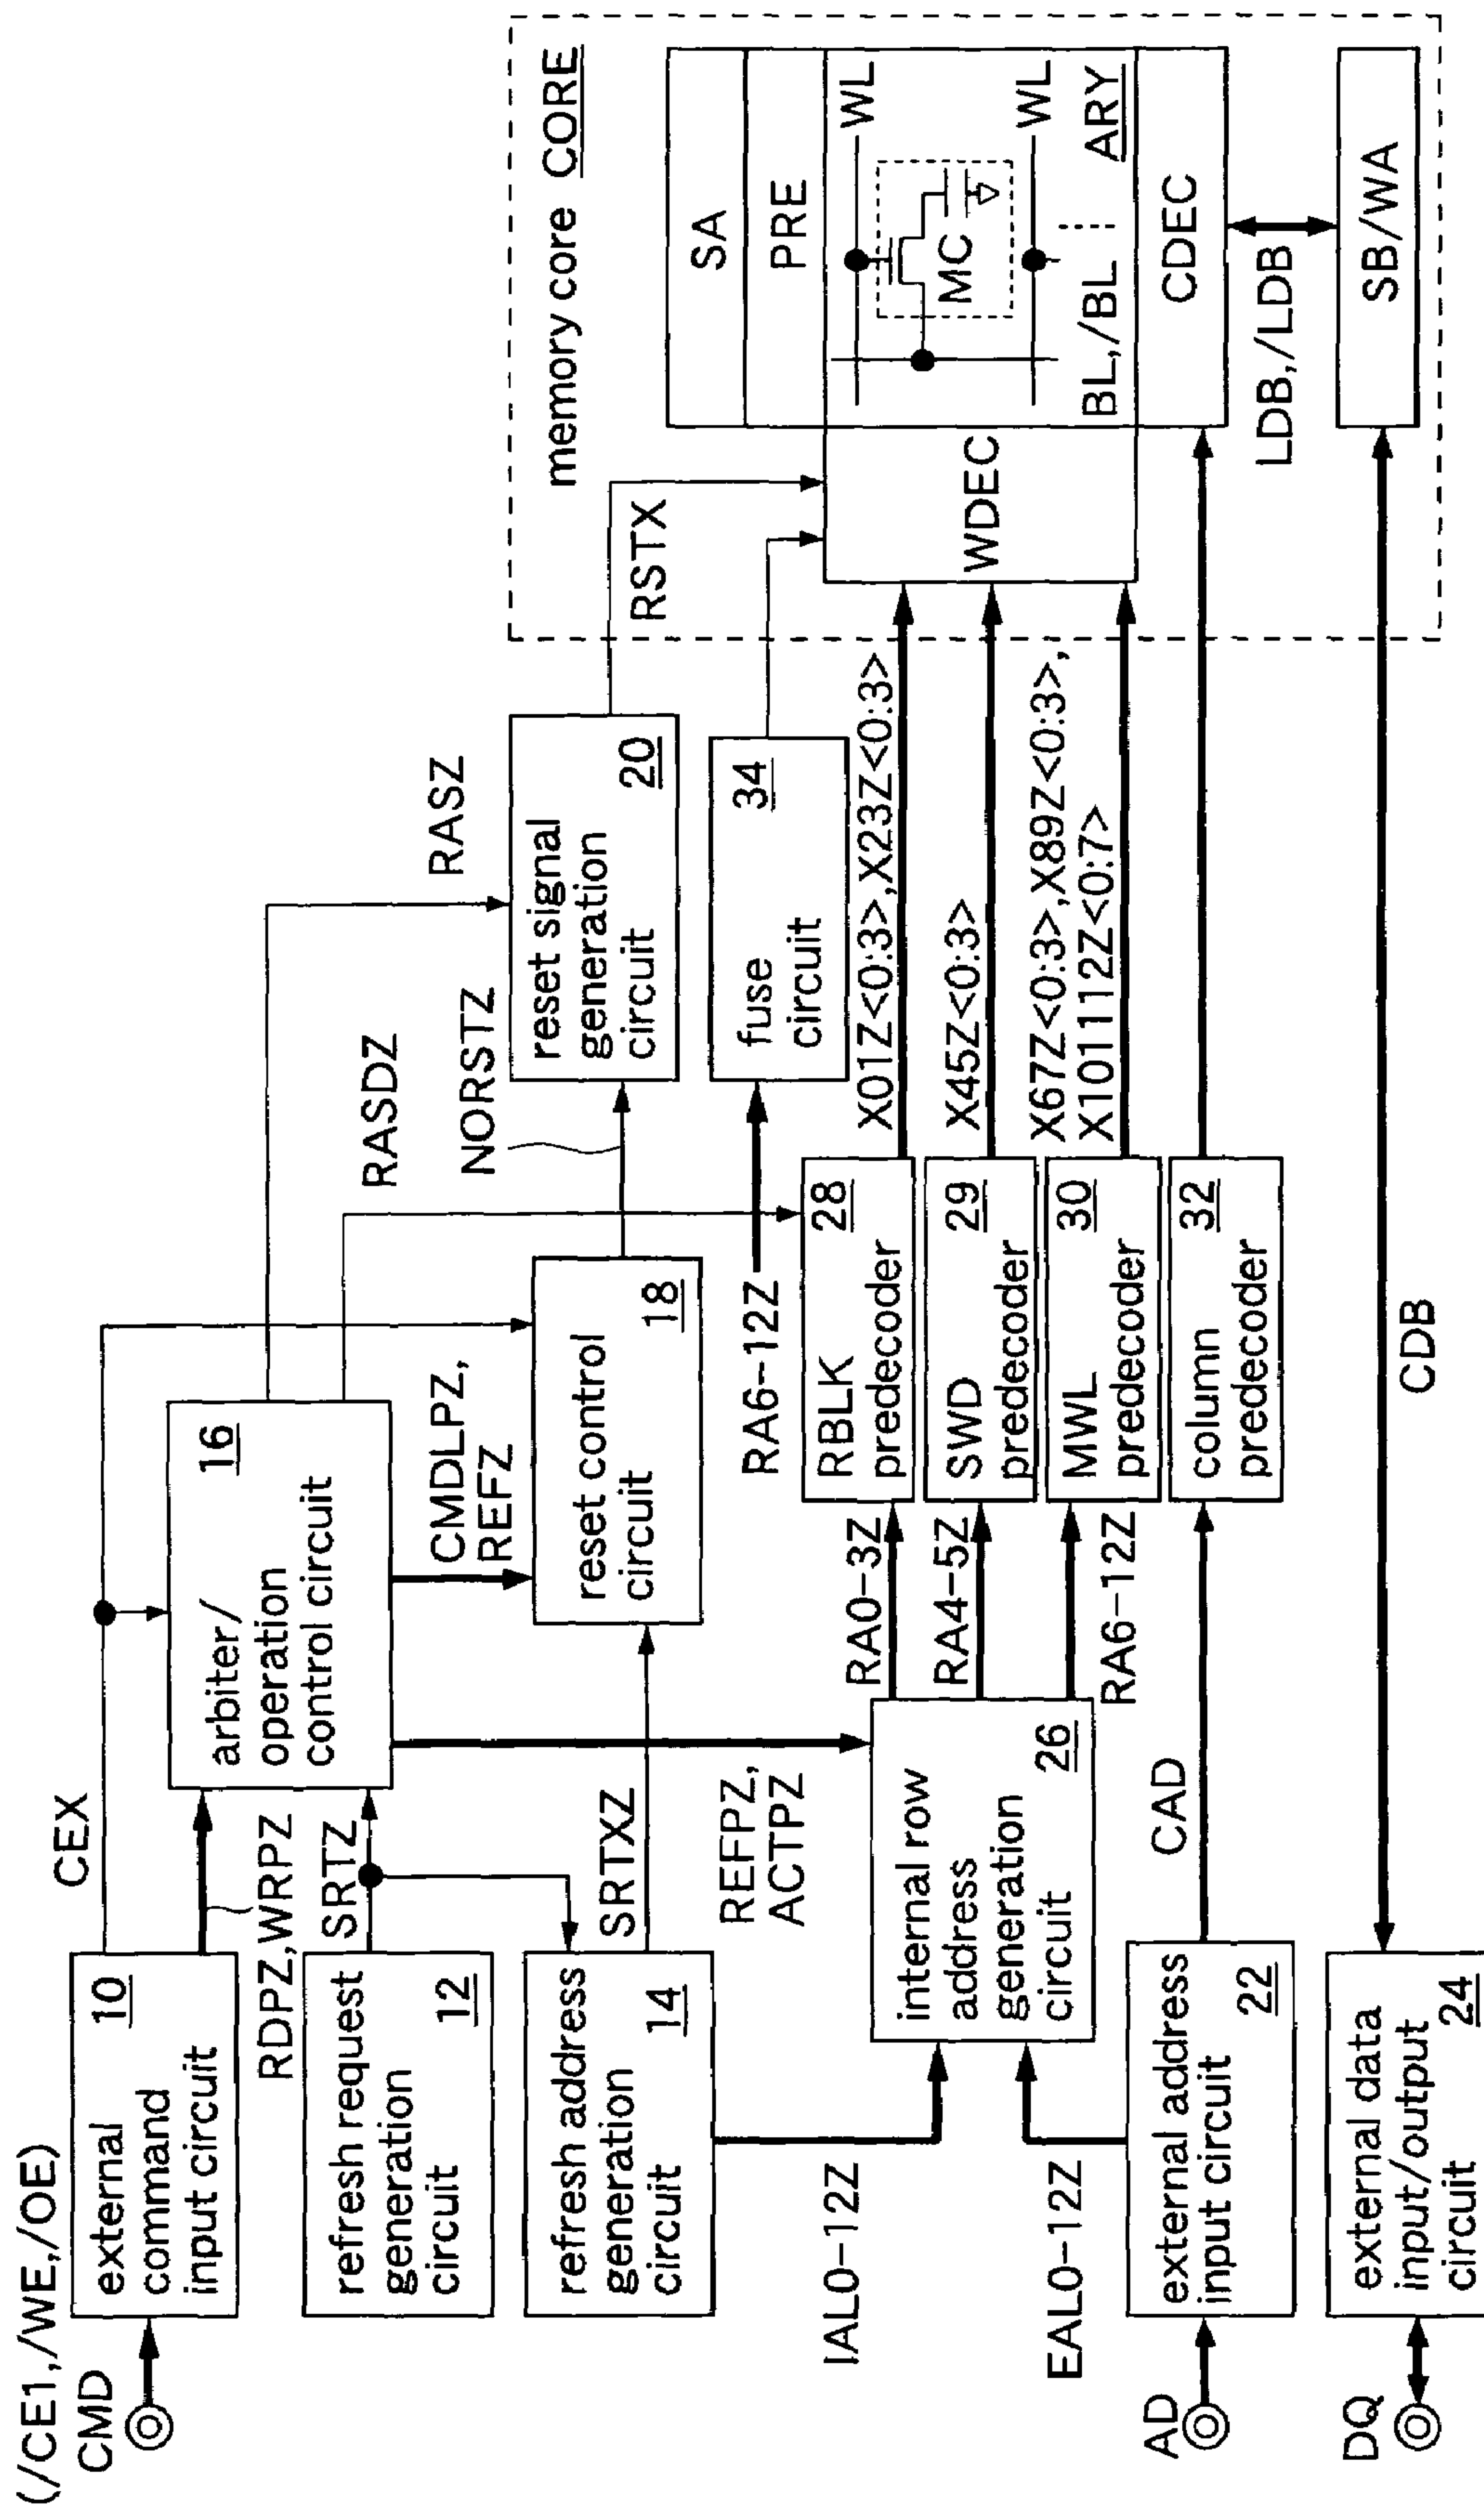 (/CE1,/WE,/OE)
CMD
external
command
input circuit
10
CEX
RDPZ,WRPZ
refresh request
generation
circuit
12
SRTZ
refresh address
generation
circuit
14
SRTXZ
arbiter/
operation
control circuit
16
CMDLPZ,
REFZ
RASDZ
RASZ
reset control
circuit
18
NORSTZ
reset signal
generation
circuit
20
RSTX
REFPZ,
ACTPZ
RA6-12Z
fuse
circuit
34
IAL0-12Z
EAL0-12Z
internal row
address
generation
circuit
26
RA0-3Z
RA4-5Z
RA6-12Z
RBLK
predecoder
28
SWD
predecoder
29
MWL
predecoder
30
column
predecoder
32
X01Z<0:3>,X23Z<0:3>
X45Z<0:3>
X67Z<0:3>,X89Z<0:3>,
X101112Z<0:7>
AD
external address
input circuit
22
CAD
DQ
external data
input/output
circuit
24
CDB
memory core CORE
SA
PRE
WDEC
WL
MC
WL
BL,/BL
ARY
CDEC
LDB,/LDB
SB/WA